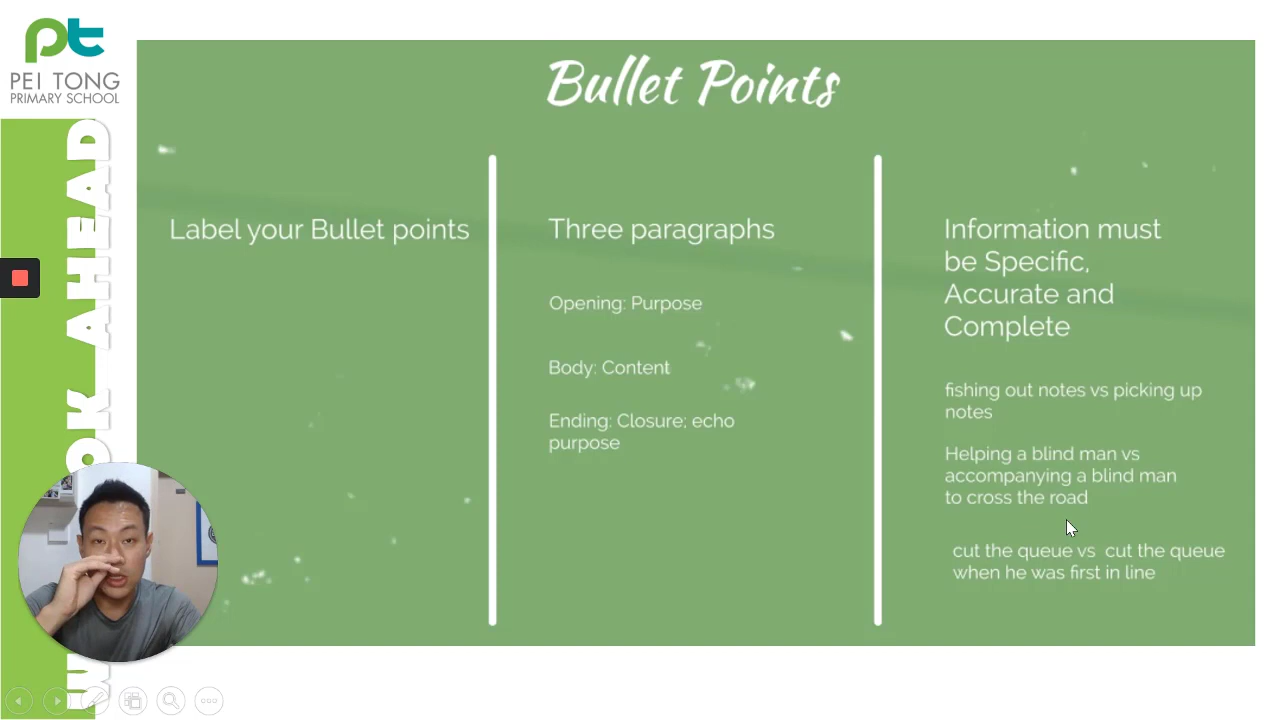 pt
PEI TONG
PRIMARY SCHOOL
AHEAD
Bullet Points
Label your Bullet points
Three paragraphs
Opening: Purpose
Body: Content
Ending: Closure; echo
purpose
Information must
be Specific,
Accurate and
Complete
fishing out notes vs picking up
notes
Helping a blind man vs
accompanying a blind man
to cross the road
cut the queue vs cut the queue
when he was first in line